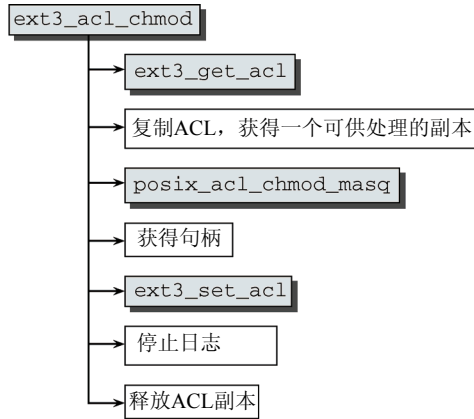 ext3_acl_chmod
ext3_get_acl
复制ACL，获得一个可供处理的副本
posix_acl_chmod_masq
获得句柄
ext3_set_acl
停止日志
释放ACL副本